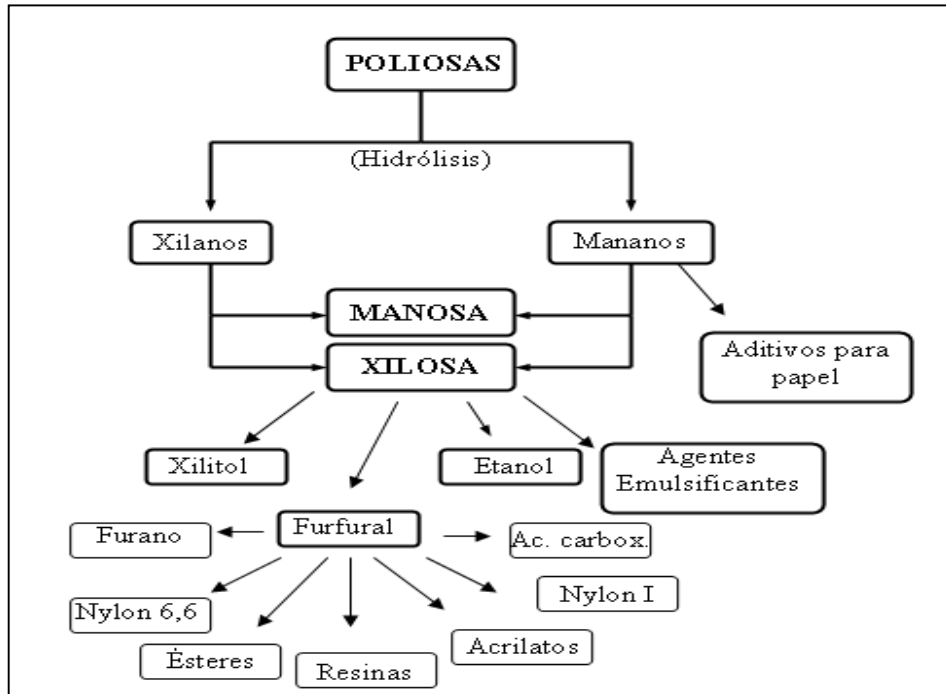 POLIOSAS
(Hidrólisis)
Xilanos
Mananos
MANOSA
XILOSA
Aditivos para
papel
Xilitol
Etanol
Agentes
Emulsificantes
Furano
Furfural
Ac. carbox.
Nylon 6,6
Nylon I
Ésteres
Resinas
Acrilatos